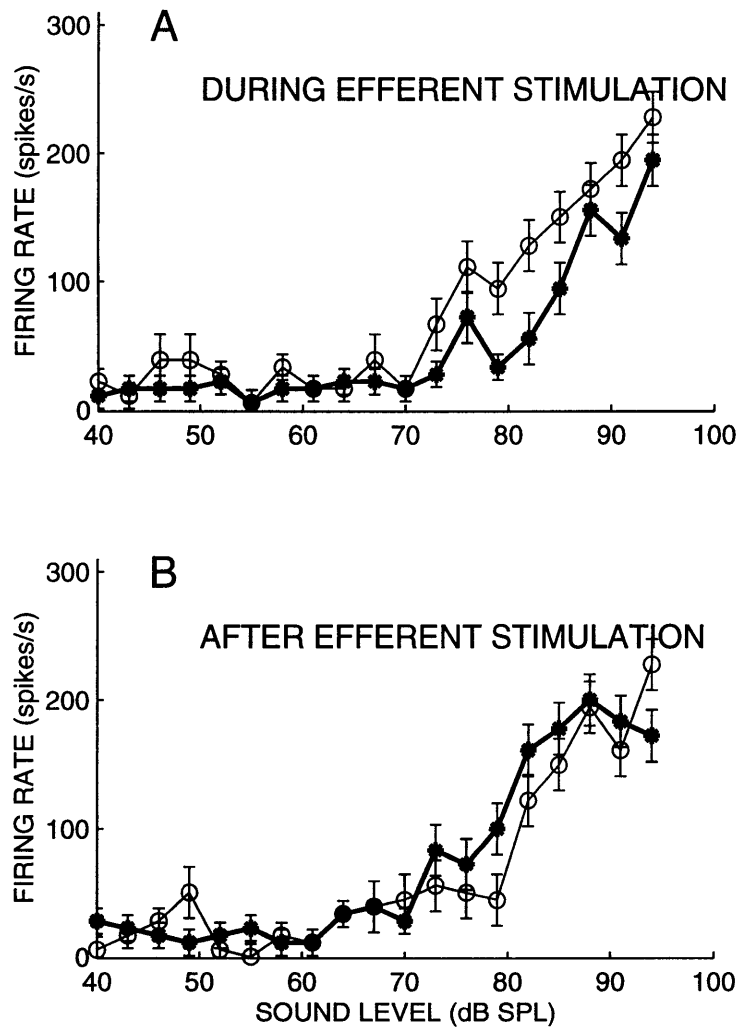 A
DURING EFFERENT STIMULATION
FIRING RATE (spikes/s)
300
200
100
0
40 50 60 70 80 90 100
B
AFTER EFFERENT STIMULATION
FIRING RATE (spikes/s)
300
200
100
0
40 50 60 70 80 90 100
SOUND LEVEL (dB SPL)